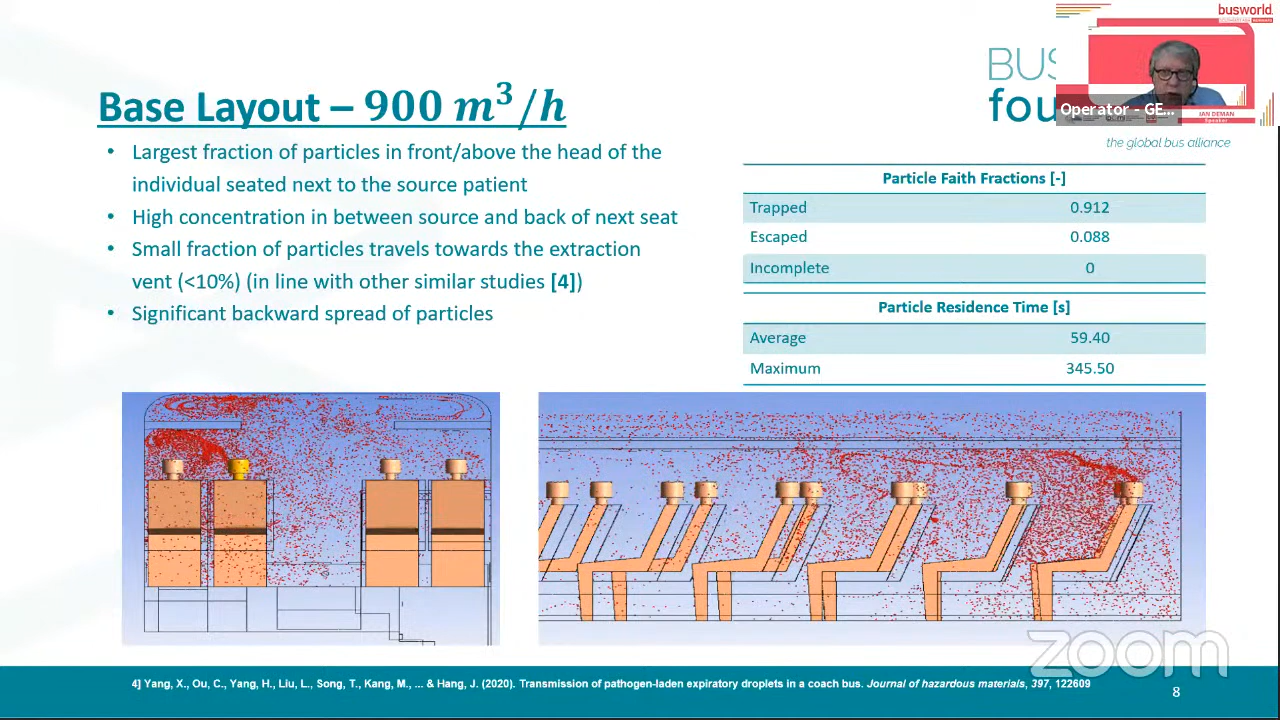 busworld.
Base Layout – 900 m³/h
BUS
fou
Operator - GE...
JAN DEMAN
Speaker
the global bus alliance
• Largest fraction of particles in front/above the head of the
individual seated next to the source patient
• High concentration in between source and back of next seat
• Small fraction of particles travels towards the extraction
vent (<10%) (in line with other similar studies [4])
• Significant backward spread of particles
Particle Faith Fractions [-]
Trapped 0.912
Escaped 0.088
Incomplete 0
Particle Residence Time [s]
Average 59.40
Maximum 345.50
zoom
4] Yang, X., Ou, C., Yang, H., Liu, L., Song, T., Kang, M., ... & Hang, J. (2020). Transmission of pathogen-laden expiratory droplets in a coach bus. Journal of hazardous materials, 397, 122609
8